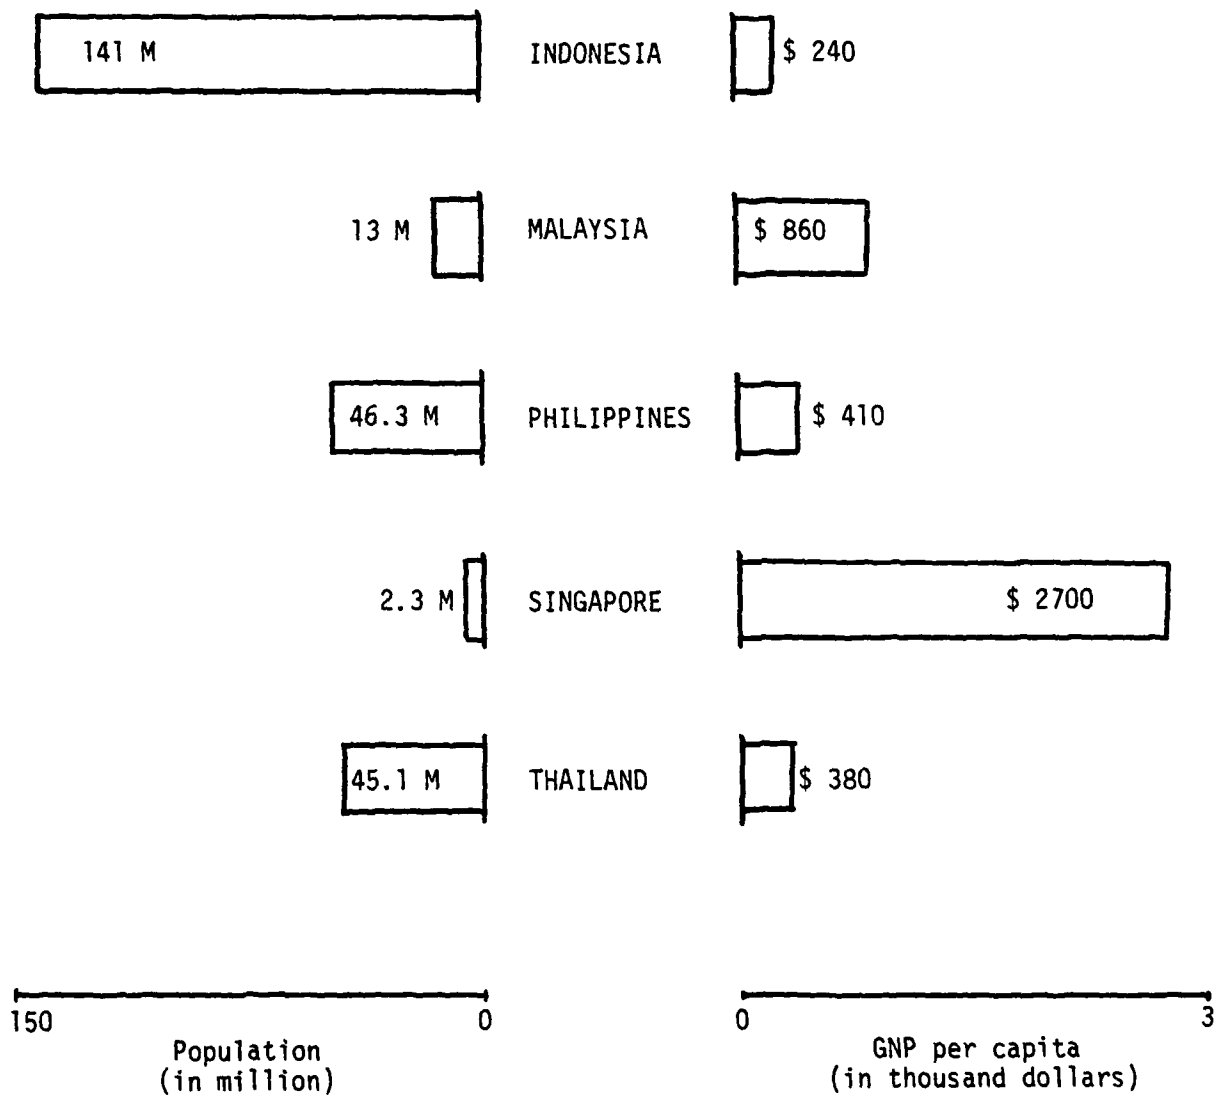 141 M INDONESIA $ 240
13 M MALAYSIA $ 860
46.3 M PHILIPPINES $ 410
2.3 M SINGAPORE $ 2700
45.1 M THAILAND $ 380
150 0 0 3
Population GNP per capita
(in million) (in thousand dollars)